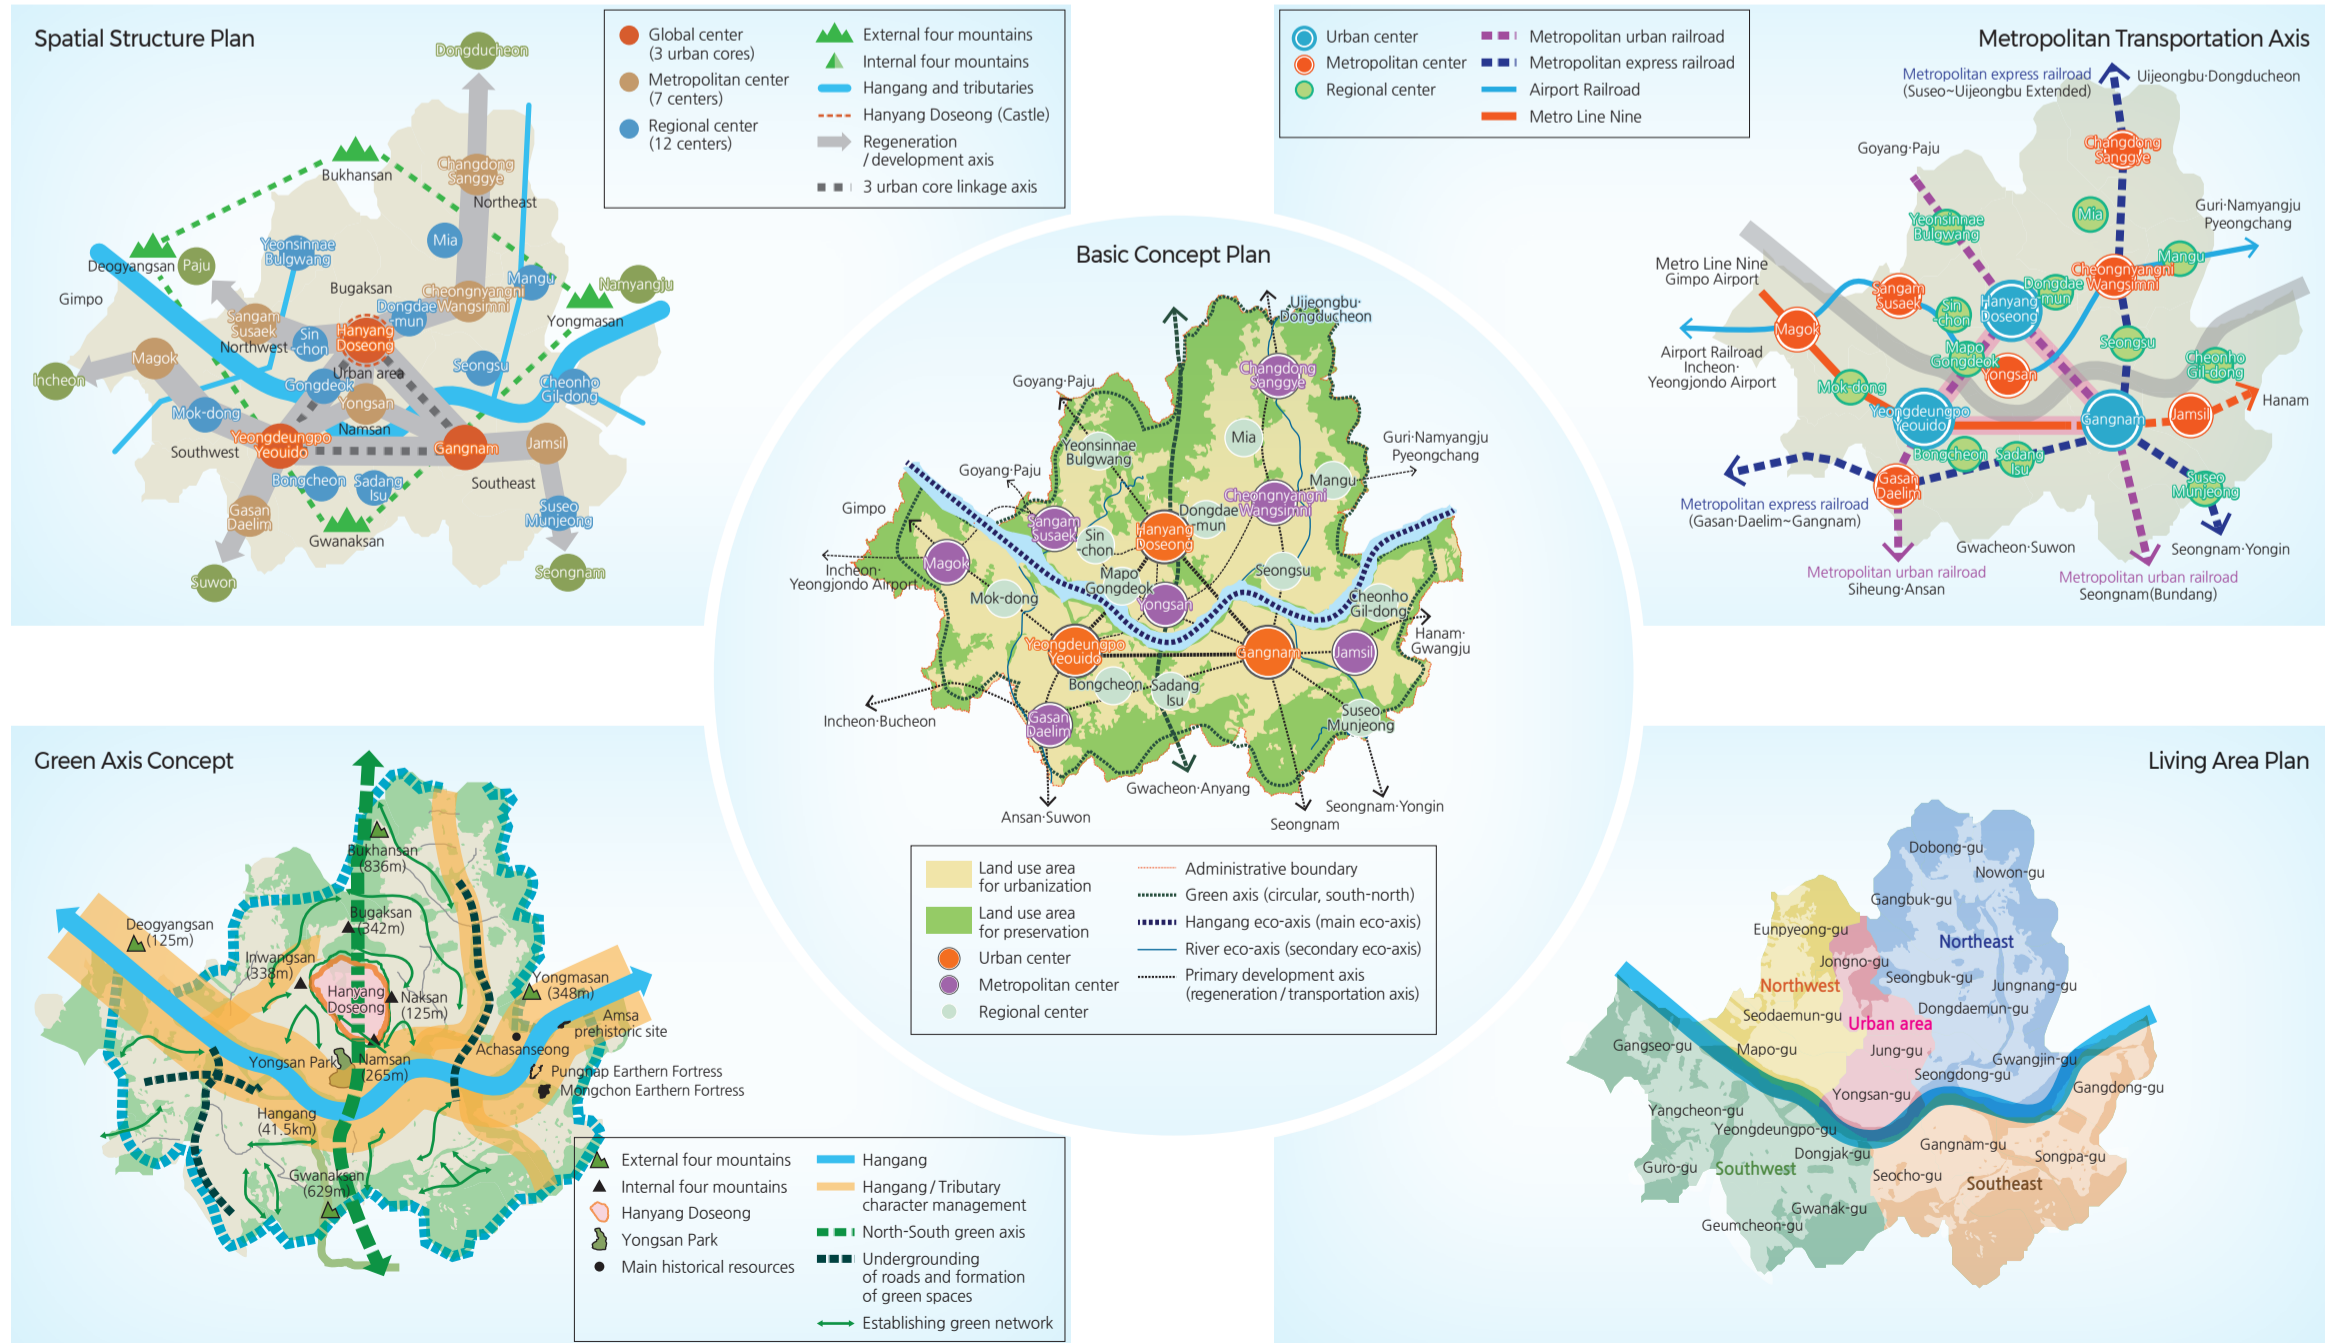 Spatial Structure Plan
Global center
(3 urban cores)
Metropolitan center
(7 centers)
Regional center
(12 centers)
External four mountains
Internal four mountains
Hangang and tributaries
Hanyang Doseong (Castle)
Regeneration
/ development axis
3 urban core linkage axis
Dongducheon
Changdong
Sanggye
Northeast
Bukhansan
Mia
Yeonsinnae
Bulgwang
Deogyangsan
Paju
Gimpo
Bugaksan
Mangu
Namyangju
Cheongnyangni
Wangsimni
Dongdae
-mun
Yongmasan
Sangam
Susaek
Northwest
Sin
-chon
Hanyang
Doseong
Urban area
Magok
Incheon
Seongsu
Gongdeok
Cheonho
Gil-dong
Yongsan
Mok-dong
Namsan
Yeongdeungpo
Yeouido
Southwest
Gangnam
Jamsil
Bongcheon
Sadang
Isu
Southeast
Gasan
Daelim
Suseo
Munjeong
Gwanaksan
Suwon
Seongnam
Metropolitan Transportation Axis
Urban center
Metropolitan center
Regional center
Metropolitan urban railroad
Metropolitan express railroad
Airport Railroad
Metro Line Nine
Metropolitan express railroad
(Suseo~Uijeongbu Extended)
Uijeongbu·Dongducheon
Changdong
Sanggye
Goyang·Paju
Yeonsinnae
Bulgwang
Mia
Guri·Namyangju
Pyeongchang
Mangu
Metro Line Nine
Gimpo Airport
Sangam
Susaek
Sin
-chon
Hanyang
Doseong
Dongdae
-mun
Cheongnyangni
Wangsimni
Magok
Airport Railroad
Incheon·
Yeongjondo Airport
Mapo
Gongdeok
Yongsan
Seongsu
Cheonho
Gil-dong
Mok-dong
Hanam
Yeongdeungpo
Yeouido
Gangnam
Jamsil
Bongcheon
Sadang
Isu
Gasan
Daelim
Suseo
Munjeong
Metropolitan express railroad
(Gasan·Daelim~Gangnam)
Gwacheon·Suwon
Seongnam·Yongin
Metropolitan urban railroad
Siheung·Ansan
Metropolitan urban railroad
Seongnam(Bundang)
Basic Concept Plan
Uijeongbu·
Dongducheon
Goyang·Paju
Changdong
Sanggye
Yeonsinnae
Bulgwang
Mia
Guri·Namyangju
Pyeongchang
Goyang·Paju
Mangu
Gimpo
Cheongnyangni
Wangsimni
Sangam
Susaek
Dongdae
-mun
Hanyang
Doseong
Sin
-chon
Magok
Incheon·
Yeongjondo Airport
Mapo
Gongdeok
Seongsu
Mok-dong
Yongsan
Cheonho
Gil-dong
Yeongdeungpo
Yeouido
Gangnam
Jamsil
Hanam·
Gwangju
Bongcheon
Sadang
Isu
Incheon·Bucheon
Gasan
Daelim
Suseo
Munjeong
Gwacheon·Anyang
Seongnam·Yongin
Ansan·Suwon
Seongnam
Land use area
for urbanization
Land use area
for preservation
Urban center
Metropolitan center
Regional center
Administrative boundary
Green axis (circular, south-north)
Hangang eco-axis (main eco-axis)
River eco-axis (secondary eco-axis)
Primary development axis
(regeneration / transportation axis)
Green Axis Concept
Bukhansan
(836m)
Deogyangsan
(125m)
Bugaksan
(342m)
Inwangsan
(338m)
Hanyang
Doseong
Naksan
(125m)
Yongmasan
(348m)
Amsa
prehistoric site
Achasanseong
Yongsan Park
Namsan
(265m)
Pungnap Earthern Fortress
Mongchon Earthern Fortress
Hangang
(41.5km)
Gwanaksan
(629m)
External four mountains
Internal four mountains
Hanyang Doseong
Yongsan Park
Main historical resources
Hangang
Hangang / Tributary
character management
North-South green axis
Undergrounding
of roads and formation
of green spaces
Establishing green network
Living Area Plan
Dobong-gu
Nowon-gu
Gangbuk-gu
Eunpyeong-gu
Northeast
Jongno-gu
Seongbuk-gu
Northwest
Jungnang-gu
Seodaemun-gu
Dongdaemun-gu
Urban area
Gangseo-gu
Mapo-gu
Jung-gu
Gwangjin-gu
Seongdong-gu
Gangdong-gu
Yongsan-gu
Yangcheon-gu
Yeongdeungpo-gu
Gangnam-gu
Dongjak-gu
Songpa-gu
Guro-gu
Southwest
Seocho-gu
Southeast
Gwanak-gu
Geumcheon-gu